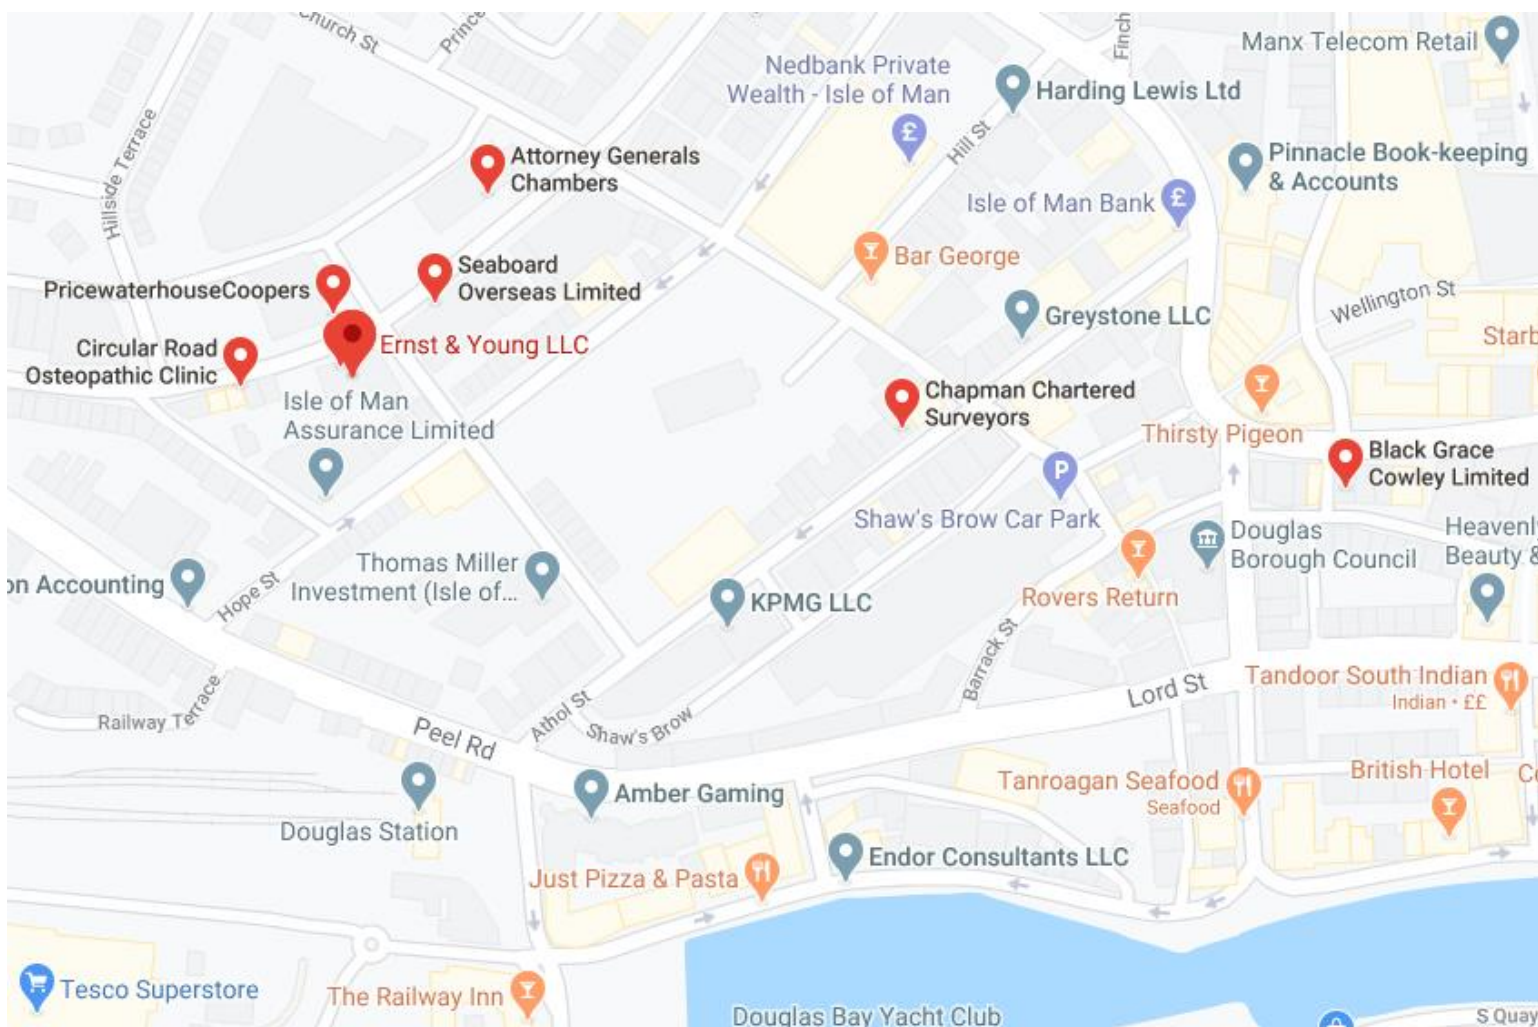 Church St
Prince
Finch
Manx Telecom Retail
Nedbank Private
Wealth - Isle of Man
£
Harding Lewis Ltd
Hillside Terrace
Hill St
Attorney Generals
Chambers
Pinnacle Book-keeping
& Accounts
Isle of Man Bank
£
Bar George
Seaboard
Overseas Limited
PricewaterhouseCoopers
Wellington St
Greystone LLC
Starb
Ernst & Young LLC
Circular Road
Osteopathic Clinic
Isle of Man
Assurance Limited
Chapman Chartered
Surveyors
Thirsty Pigeon
Black Grace
Cowley Limited
P
Shaw's Brow Car Park
Douglas
Borough Council
Heavenl
Beauty &
Thomas Miller
Investment (Isle of...
on Accounting
Hope St
KPMG LLC
Rovers Return
Barrack St
Lord St
Tandoor South Indian
Indian • ££
Railway Terrace
Peel Rd
Athol St
Shaw's Brow
Amber Gaming
Tanroagan Seafood
Seafood
British Hotel
Co
Douglas Station
Endor Consultants LLC
Just Pizza & Pasta
Tesco Superstore
The Railway Inn
Douglas Bay Yacht Club
S Quay